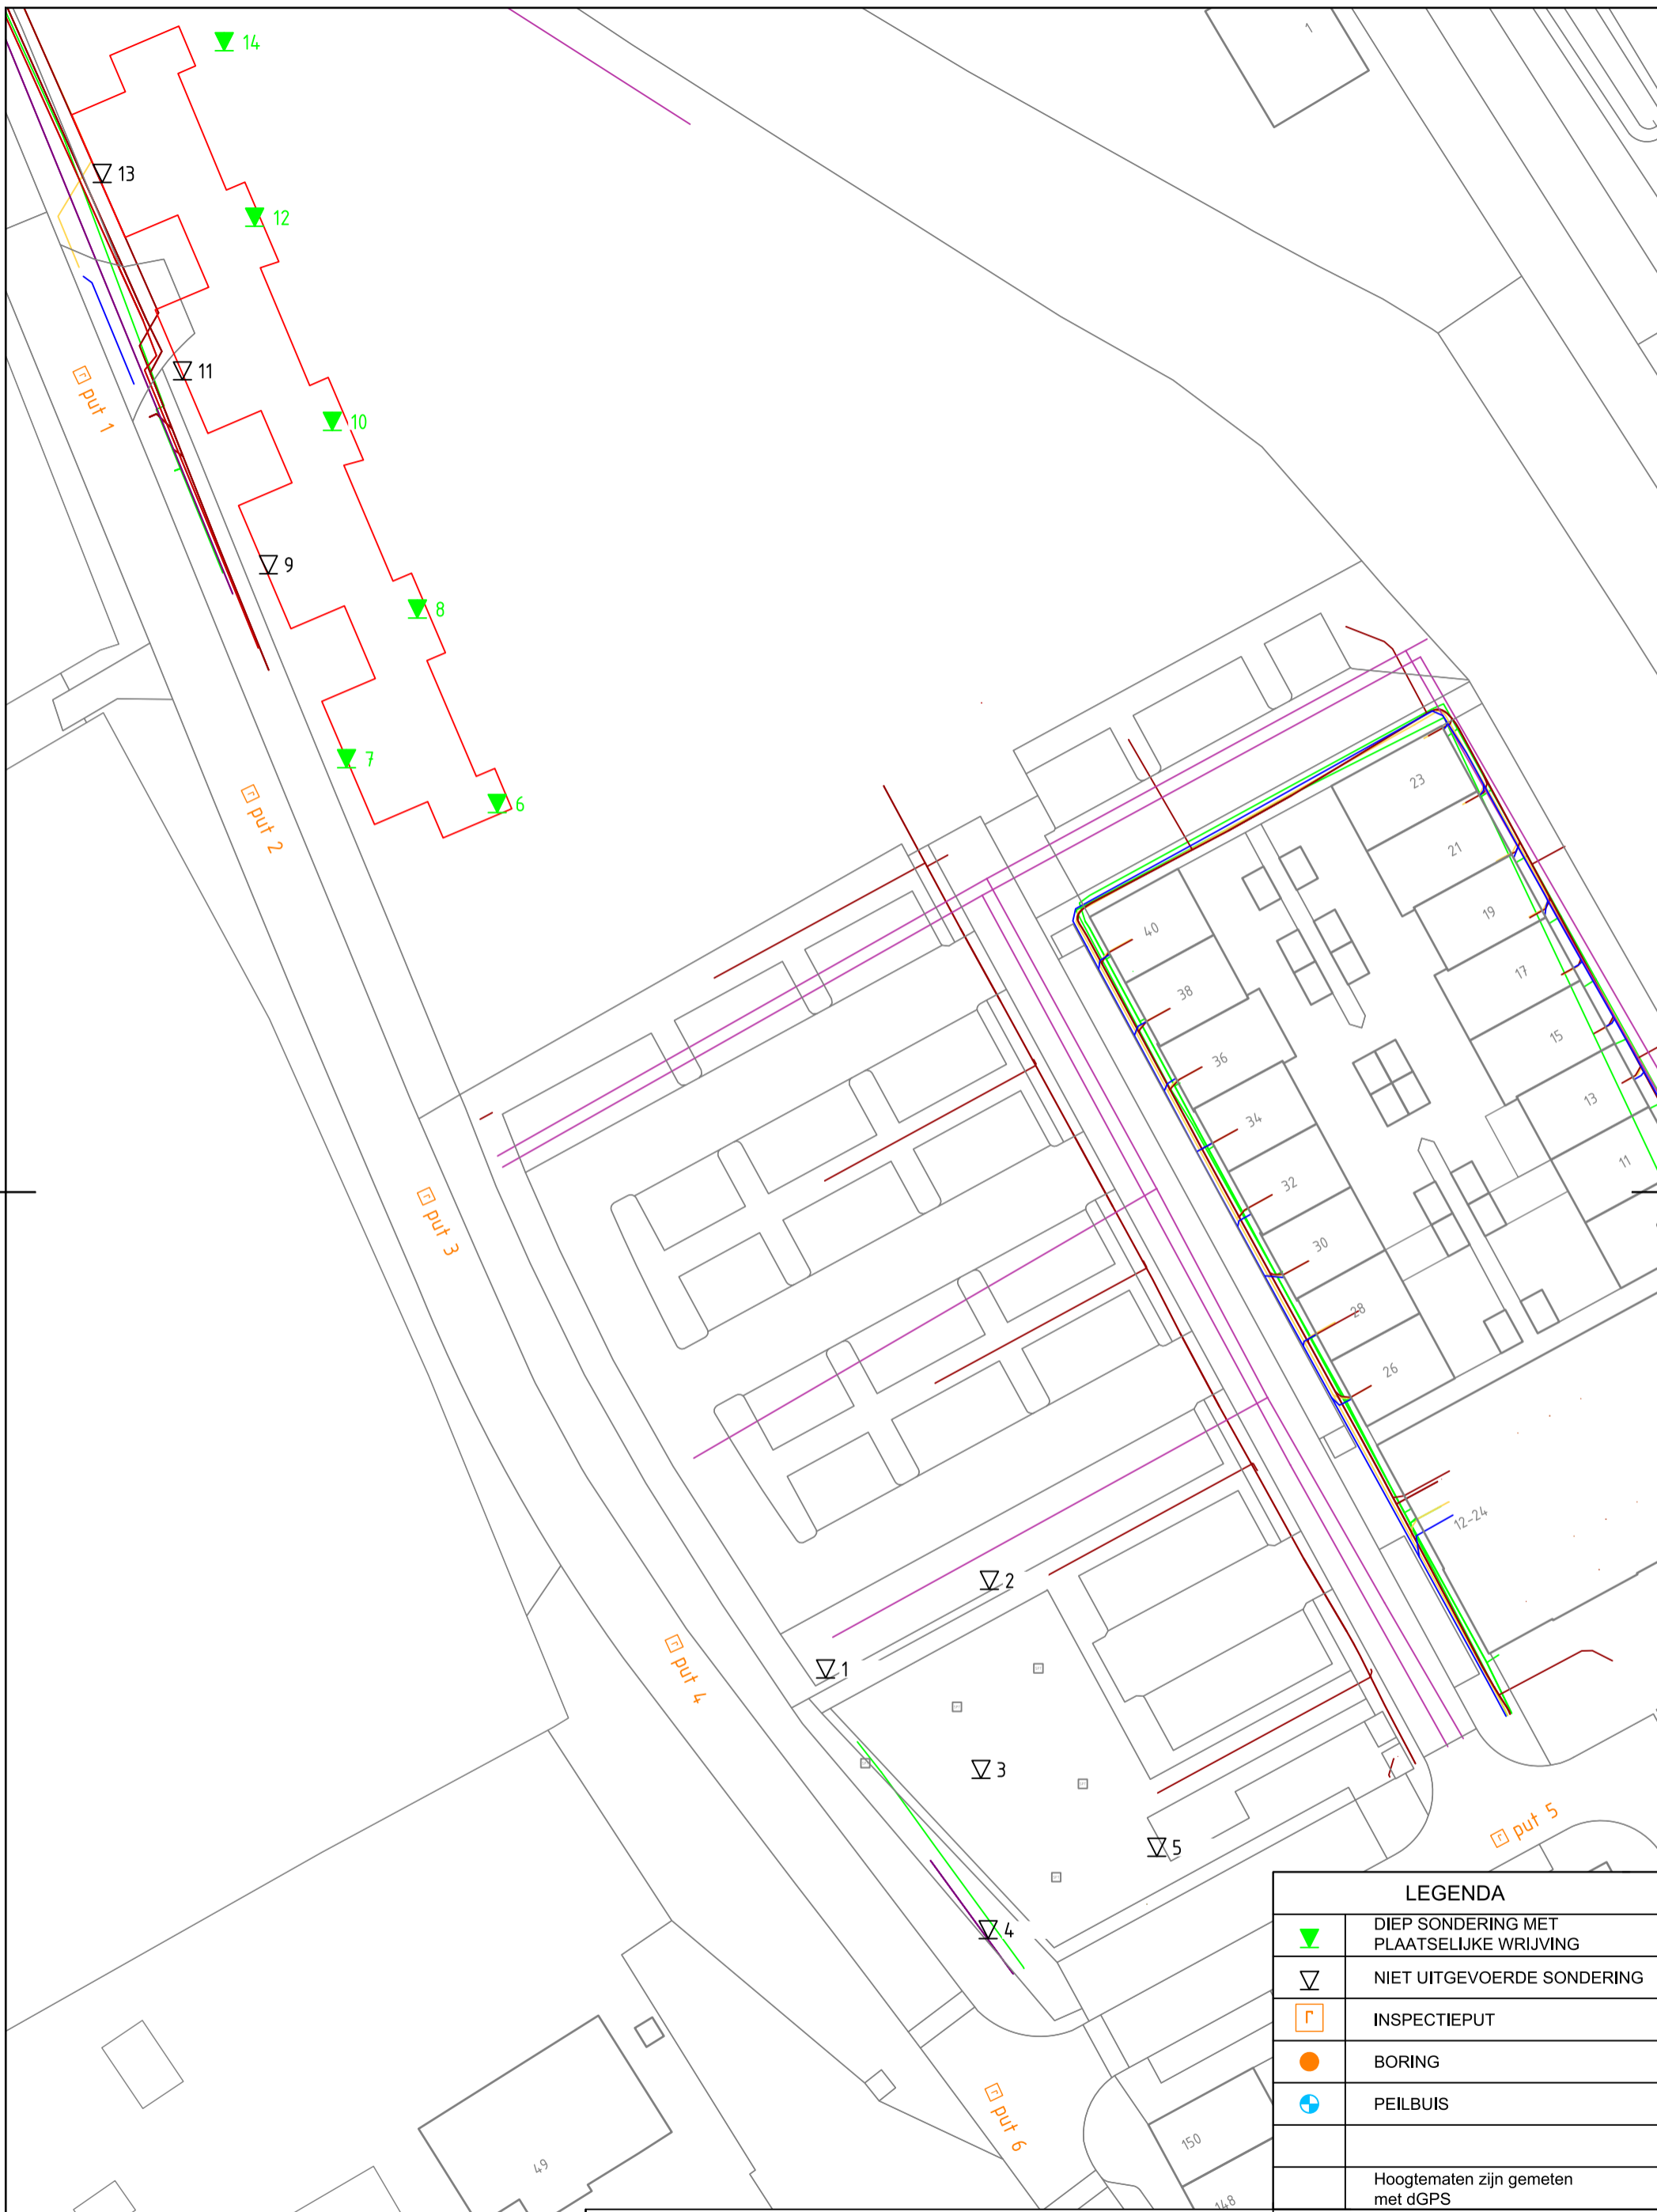 1
14
13
12
11
put 1
10
9
8
7
6
put 2
23
21
40
19
38
17
36
15
34
13
32
11
put 3
30
28
26
12-24
2
1
put 4
3
5
put 5
4
LEGENDA
DIEP SONDERING MET
PLAATSELIJKE WRIJVING
NIET UITGEVOERDE SONDERING
INSPECTIEPUT
BORING
PEILBUIS
Hoogtematen zijn gemeten
met dGPS
put 6
150
49
148